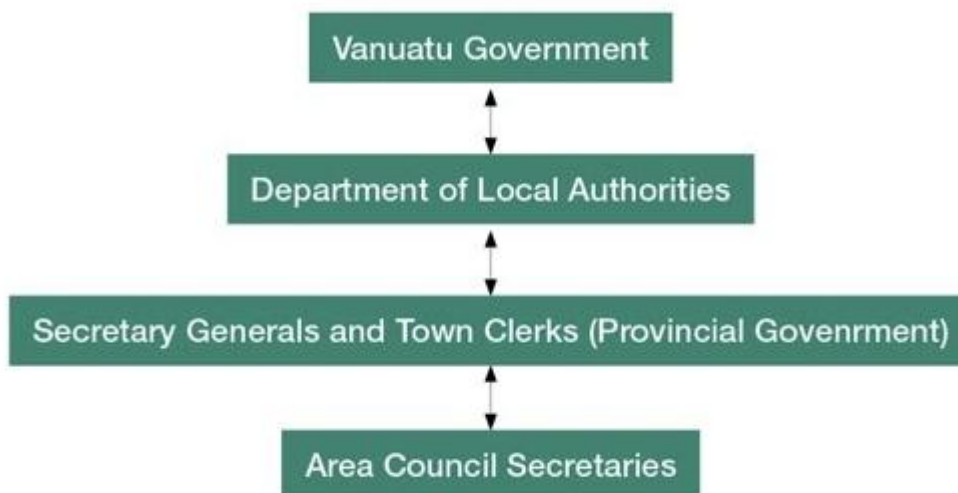 Vanuatu Government
Department of Local Authorities
Secretary Generals and Town Clerks (Provincial Govenrment)
Area Council Secretaries